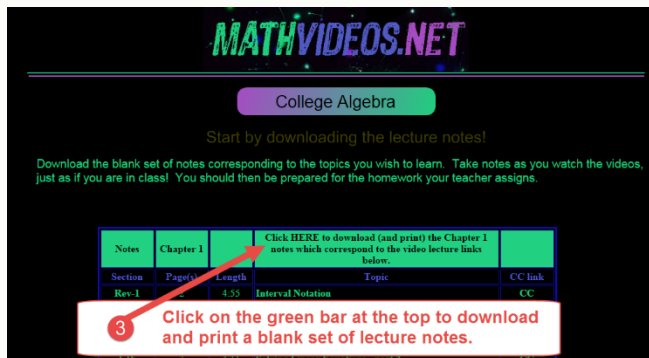 MATHVIDEOS.NET
College Algebra
Start by downloading the lecture notes!
Download the blank set of notes corresponding to the topics you wish to learn. Take notes as you watch the videos,
just as if you are in class! You should then be prepared for the homework your teacher assigns.
Notes Chapter 1 Click HERE to download (and print) the Chapter 1
notes which correspond to the video lecture links
below.
Section Page(s) Length Topic CC link
Rev-1 4:55 Interval Notation CC
3 Click on the green bar at the top to download
and print a blank set of lecture notes.